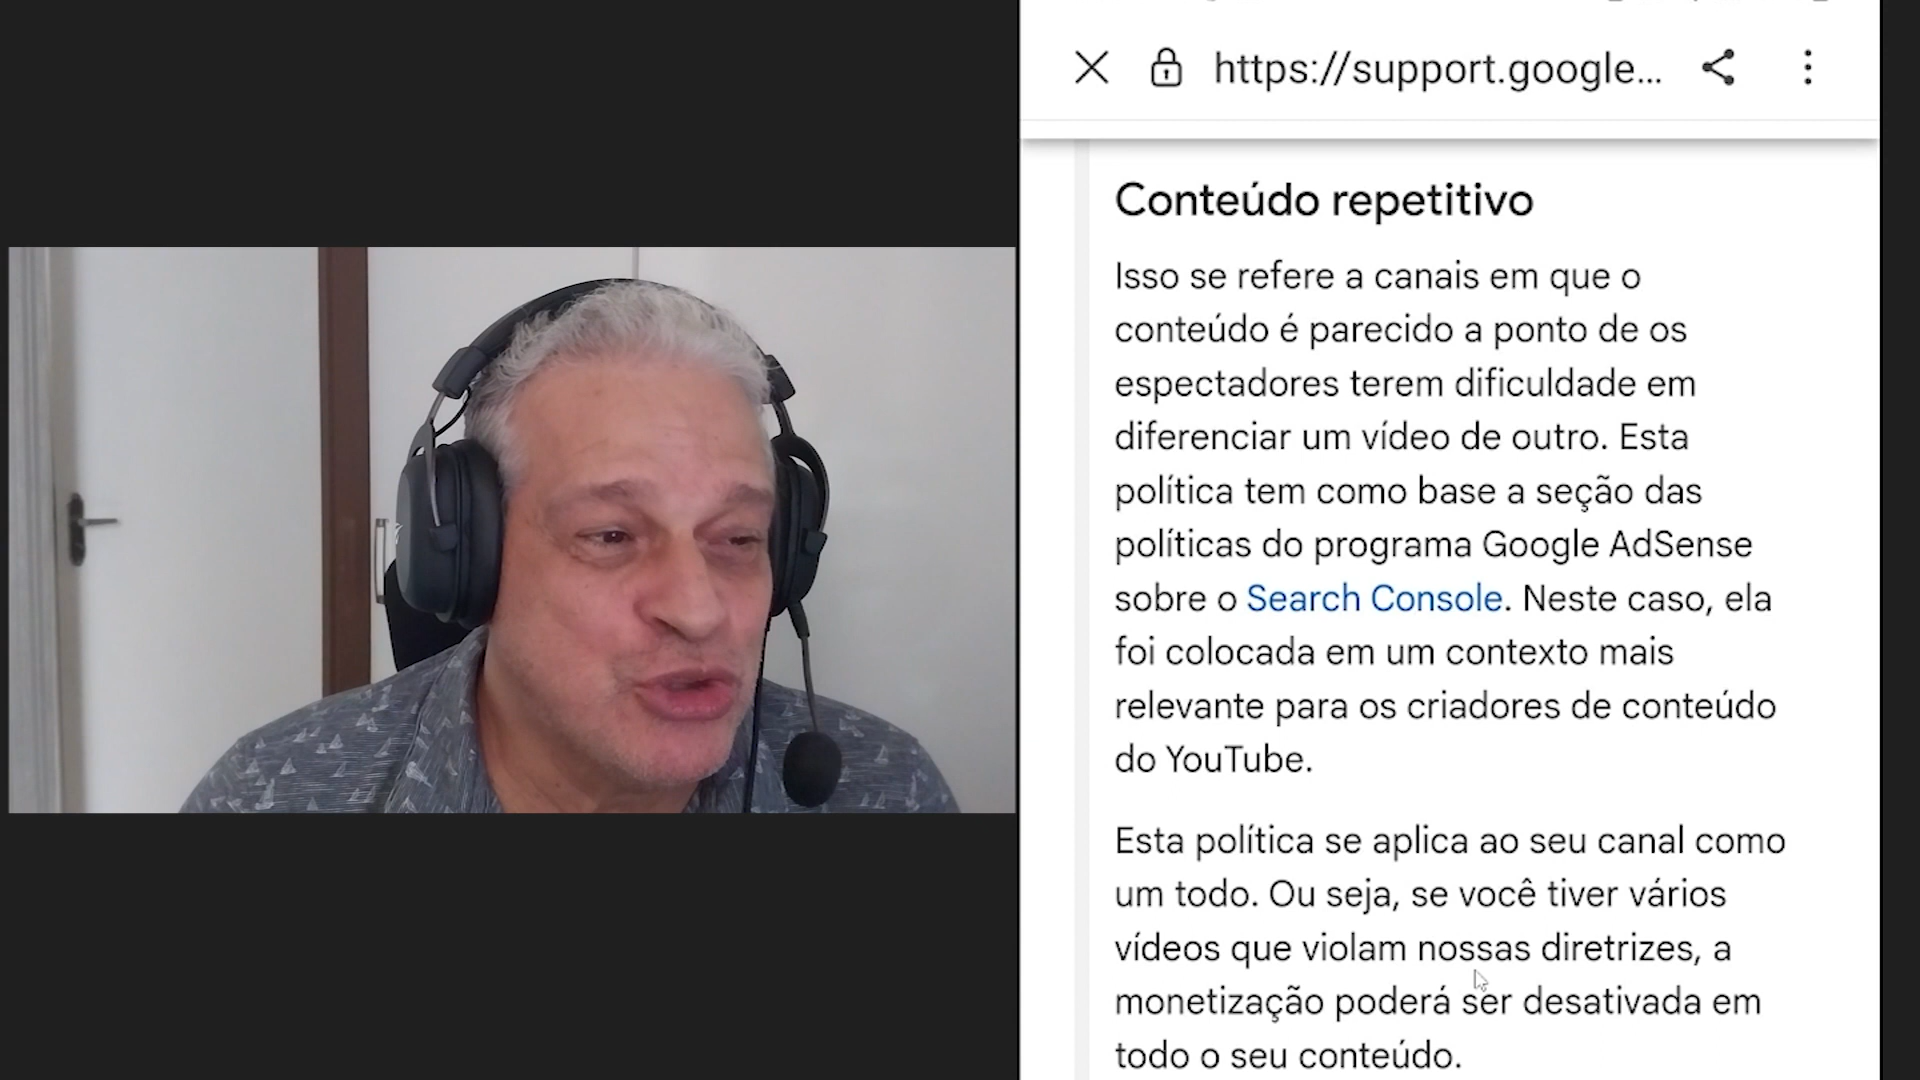 https://support.google...
Conteúdo repetitivo
Isso se refere a canais em que o
conteúdo é parecido a ponto de os
espectadores terem dificuldade em
diferenciar um vídeo de outro. Esta
política tem como base a seção das
políticas do programa Google AdSense
sobre o Search Console. Neste caso, ela
foi colocada em um contexto mais
relevante para os criadores de conteúdo
do YouTube.
Esta política se aplica ao seu canal como
um todo. Ou seja, se você tiver vários
vídeos que violam nossas diretrizes, a
monetização poderá ser desativada em
todo o seu conteúdo.